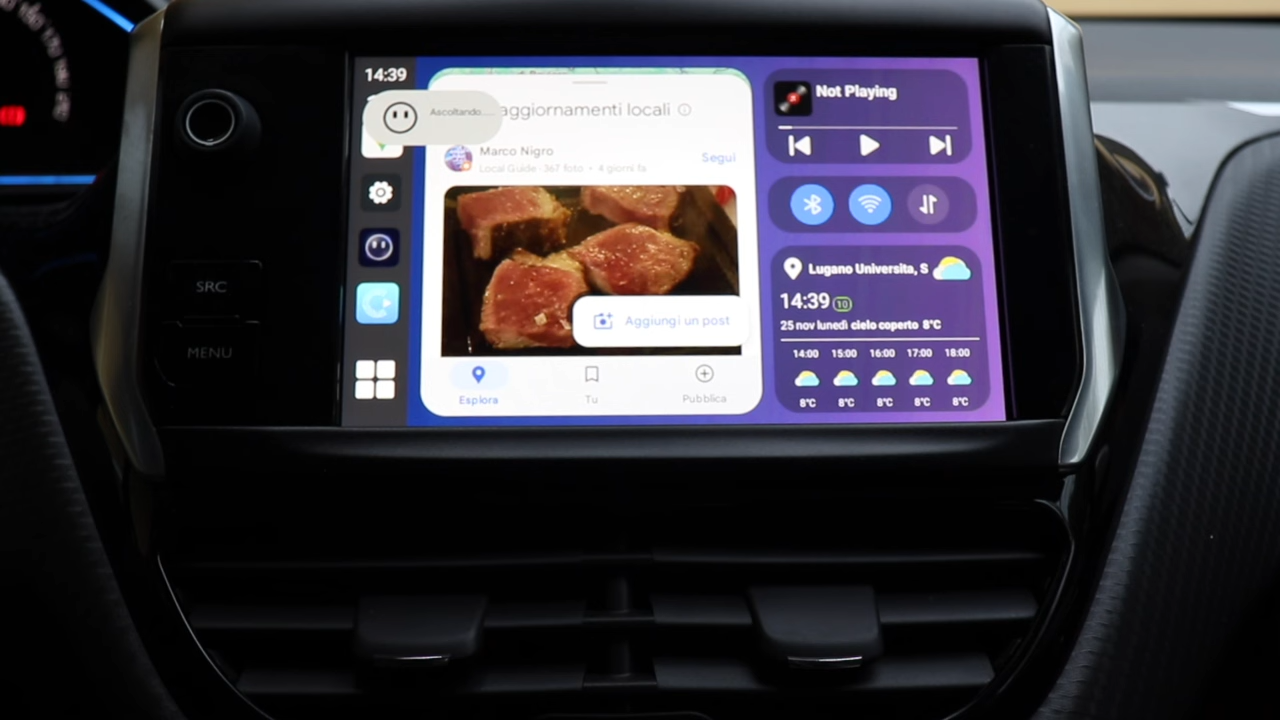 14:39
Ascoltando...
aggiornamenti locali
Marco Nigro
Segui
Local Guide · 367 foto • 4 giorni fa
Aggiungi un post
Esplora
Tu
Pubblica
Not Playing
Lugano Universita, S
14:39 10
25 nov lunedì cielo coperto 8°C
14:00 15:00 16:00 17:00 18:00
8°C 8°C 8°C 8°C 8°C
SRC
MENU